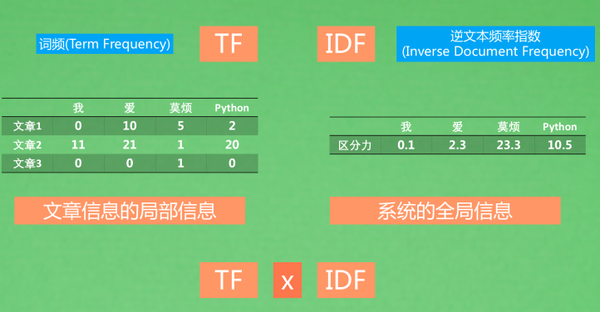 词频(Term Frequency)
TF
IDF
逆文本频率指数
(Inverse Document Frequency)
我 爱 莫烦 Python
文章1 0 10 5 2
文章2 11 21 1 20
文章3 0 0 1 0
我 爱 莫烦 Python
区分力 0.1 2.3 23.3 10.5
文章信息的局部信息
系统的全局信息
TF x IDF